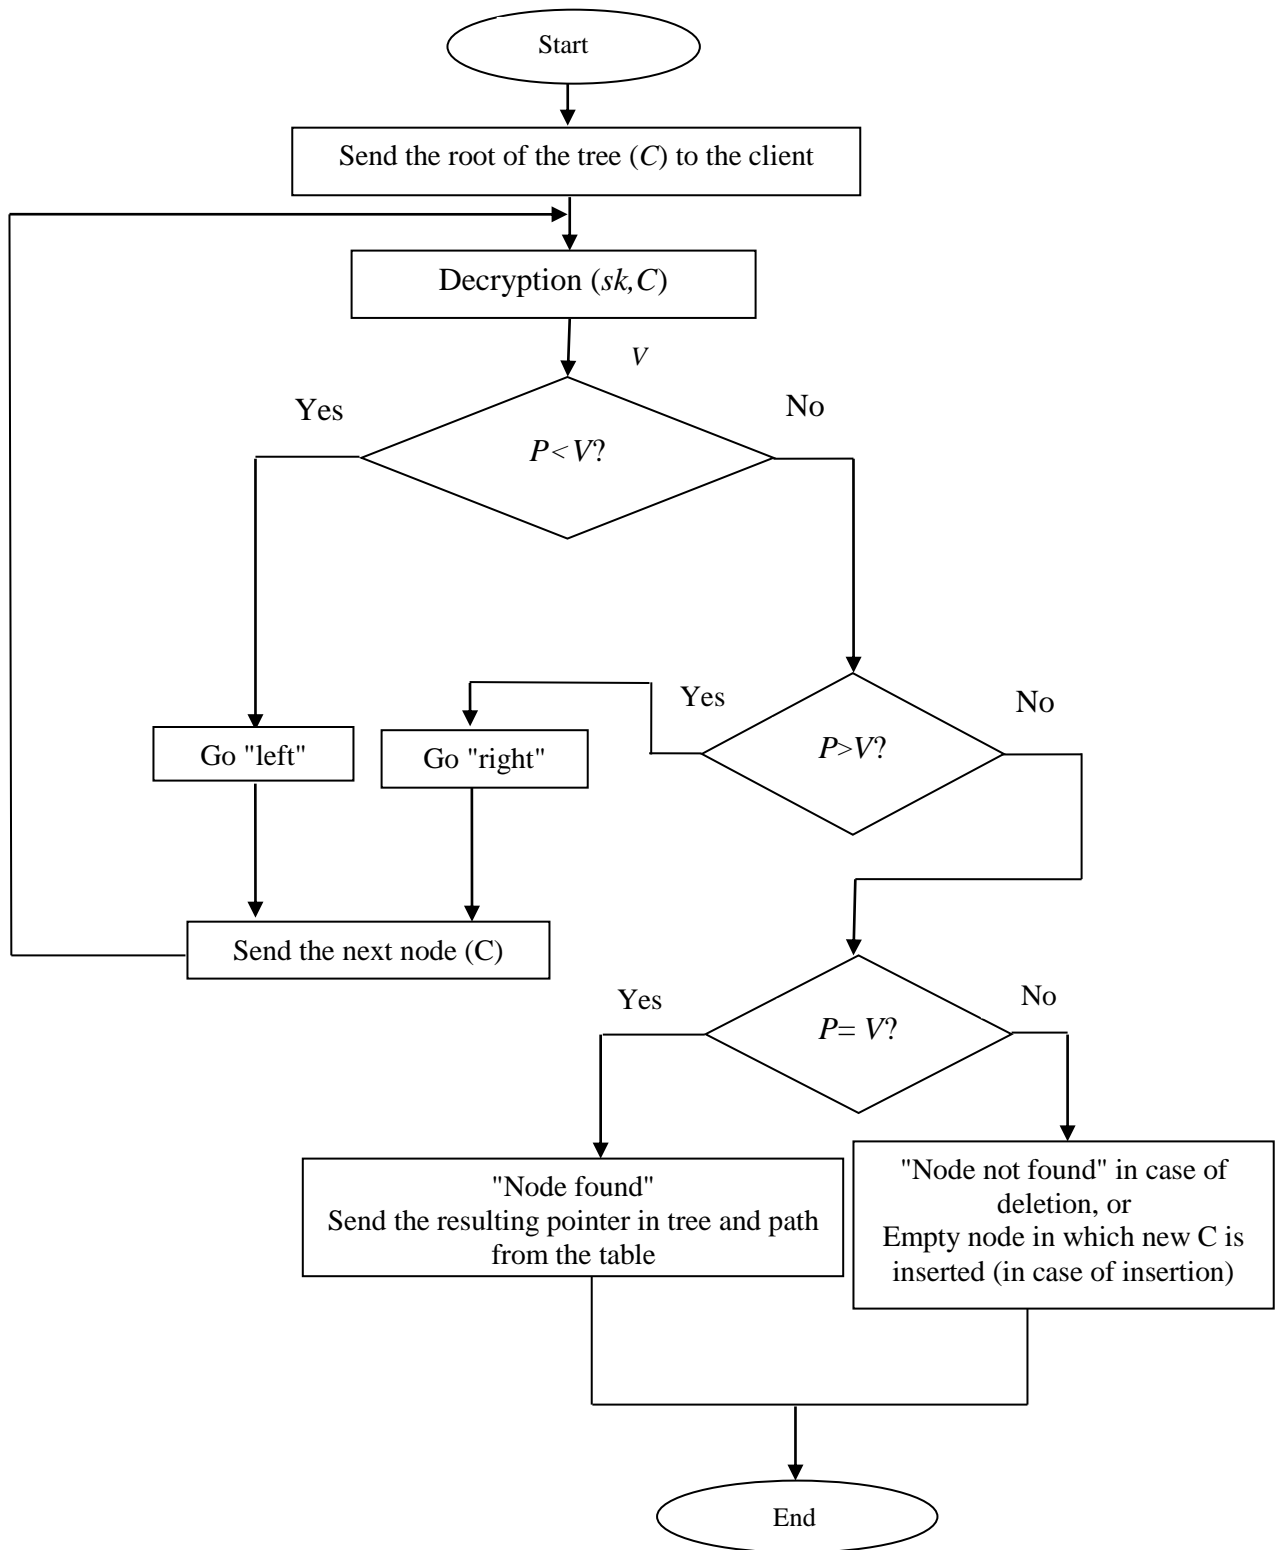 Start
Send the root of the tree (C) to the client
Decryption (sk,C)
V
Yes
No
P< V?
Yes
No
Go "left"
Go "right"
P>V?
Send the next node (C)
Yes
No
P= V?
"Node found"
Send the resulting pointer in tree and path
from the table
"Node not found" in case of
deletion, or
Empty node in which new C is
inserted (in case of insertion)
End